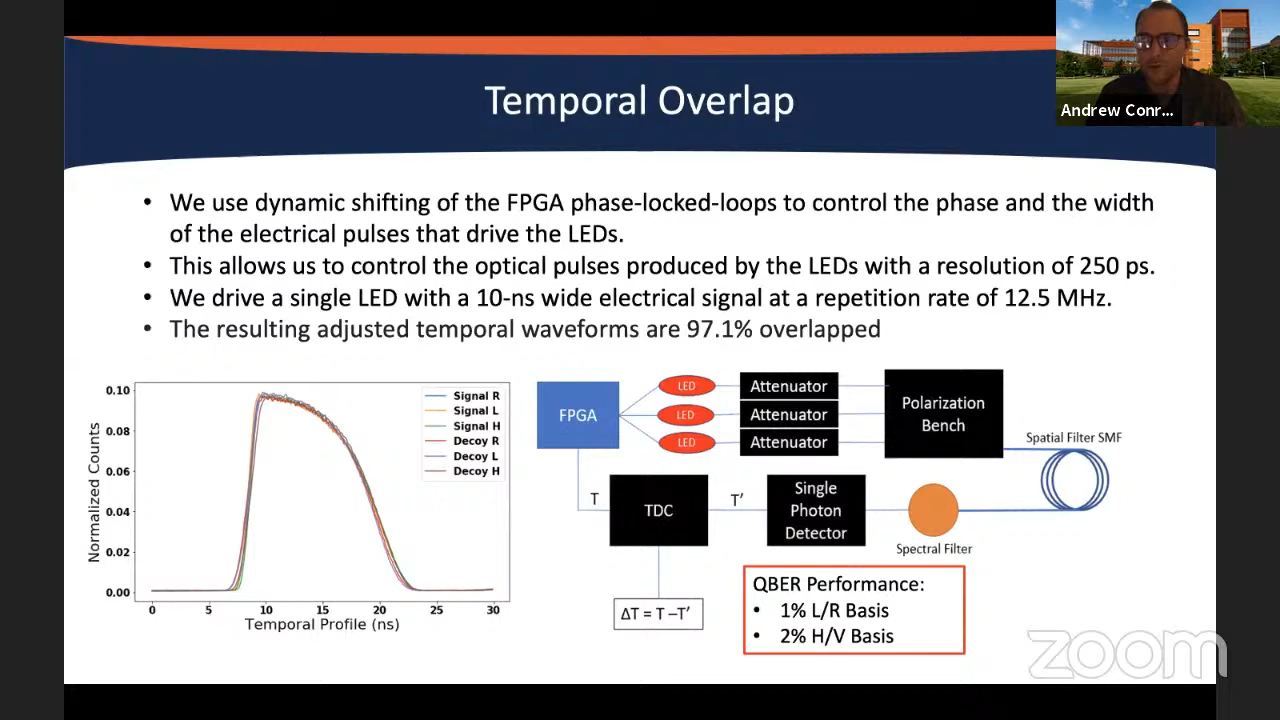 Temporal Overlap
Andrew Conr...
• We use dynamic shifting of the FPGA phase-locked-loops to control the phase and the width
of the electrical pulses that drive the LEDs.
• This allows us to control the optical pulses produced by the LEDs with a resolution of 250 ps.
• We drive a single LED with a 10-ns wide electrical signal at a repetition rate of 12.5 MHz.
• The resulting adjusted temporal waveforms are 97.1% overlapped
Normalized Counts
0.10
0.08
0.06
0.04
0.02
0.00
0 5 10 15 20 25 30
Temporal Profile (ns)
Signal R
Signal L
Signal H
Decoy R
Decoy L
Decoy H
FPGA
LED
LED
LED
Attenuator
Attenuator
Attenuator
Polarization
Bench
Spatial Filter SMF
T
TDC
T’
Single
Photon
Detector
Spectral Filter
ΔT = T –T’
QBER Performance:
• 1% L/R Basis
• 2% H/V Basis
zoom